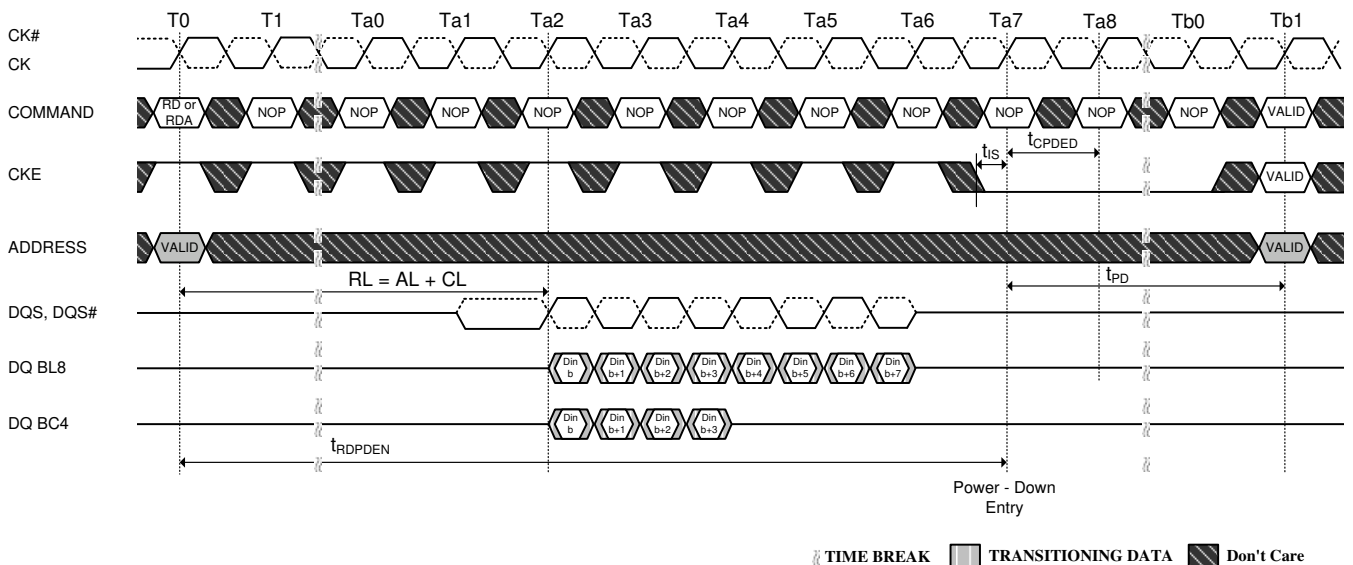 T0 T1 Ta0 Ta1 Ta2 Ta3 Ta4 Ta5 Ta6 Ta7 Ta8 Tb0 Tb1
CK#
CK
COMMAND RD or RDA NOP NOP NOP NOP NOP NOP NOP NOP NOP NOP NOP VALID
tIS tCPDED
CKE VALID
ADDRESS VALID VALID
RL = AL + CL tPD
DQS, DQS#
DQ BL8 Din b Din b+1 Din b+2 Din b+3 Din b+4 Din b+5 Din b+6 Din b+7
DQ BC4 Din b Din b+1 Din b+2 Din b+3
tRDPDEN
Power - Down
Entry
TIME BREAK TRANSITIONING DATA Don't Care